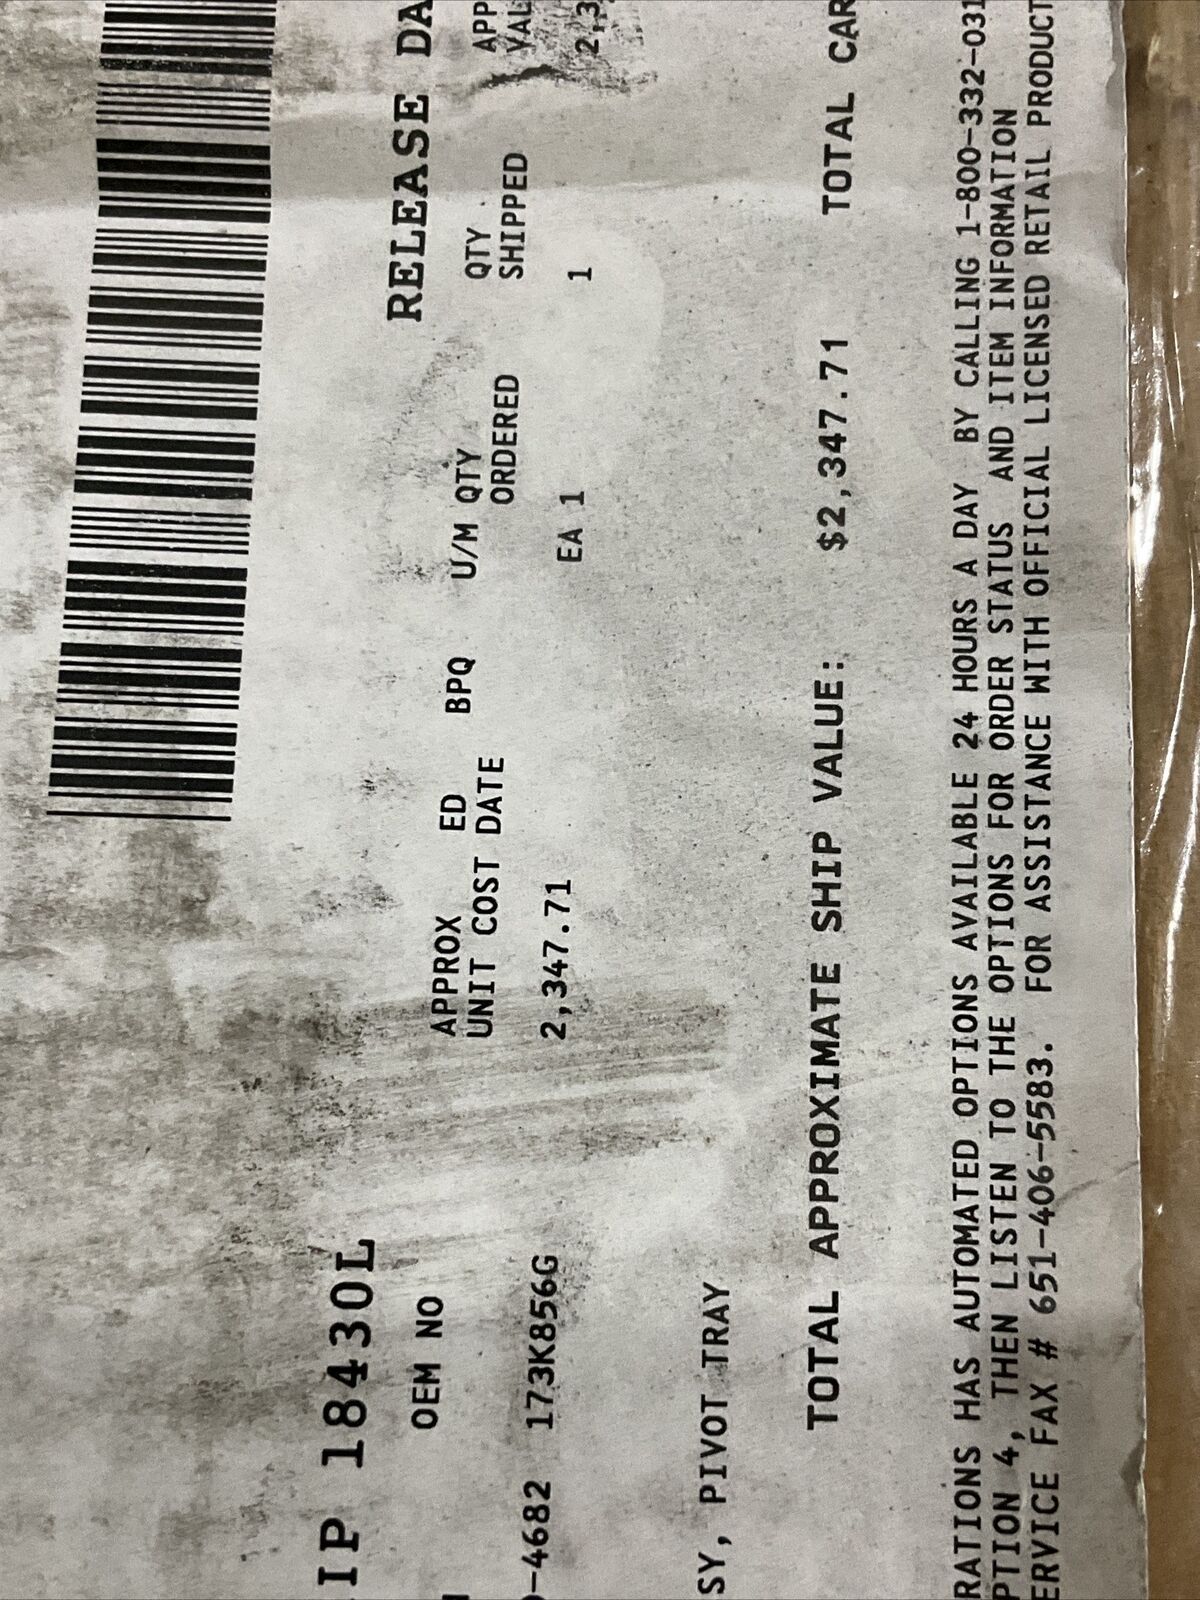 IP 18430L
RELEASE DA
OEM NO
APPROX ED BPQ U/M QTY QTY APP
UNIT COST DATE ORDERED SHIPPED VAL
-4682 173K856G 2,347.71 EA 1 1 2,3
SY, PIVOT TRAY
TOTAL APPROXIMATE SHIP VALUE: $2,347.71 TOTAL CAR
RATIONS HAS AUTOMATED OPTIONS AVAILABLE 24 HOURS A DAY BY CALLING 1-800-332-031
PTION 4, THEN LISTEN TO THE OPTIONS FOR ORDER STATUS AND ITEM INFORMATION
ERVICE FAX # 651-406-5583. FOR ASSISTANCE WITH OFFICIAL LICENSED RETAIL PRODUCT